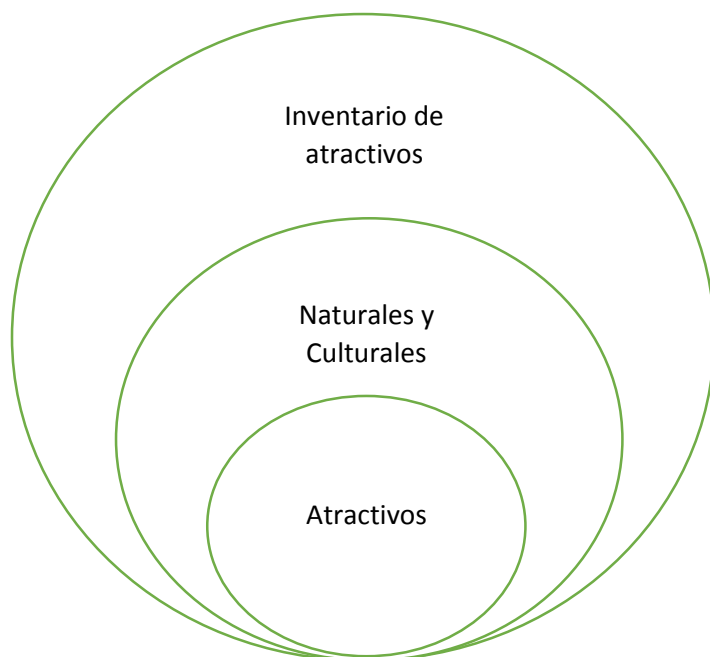 Inventario de
atractivos
Naturales y
Culturales
Atractivos